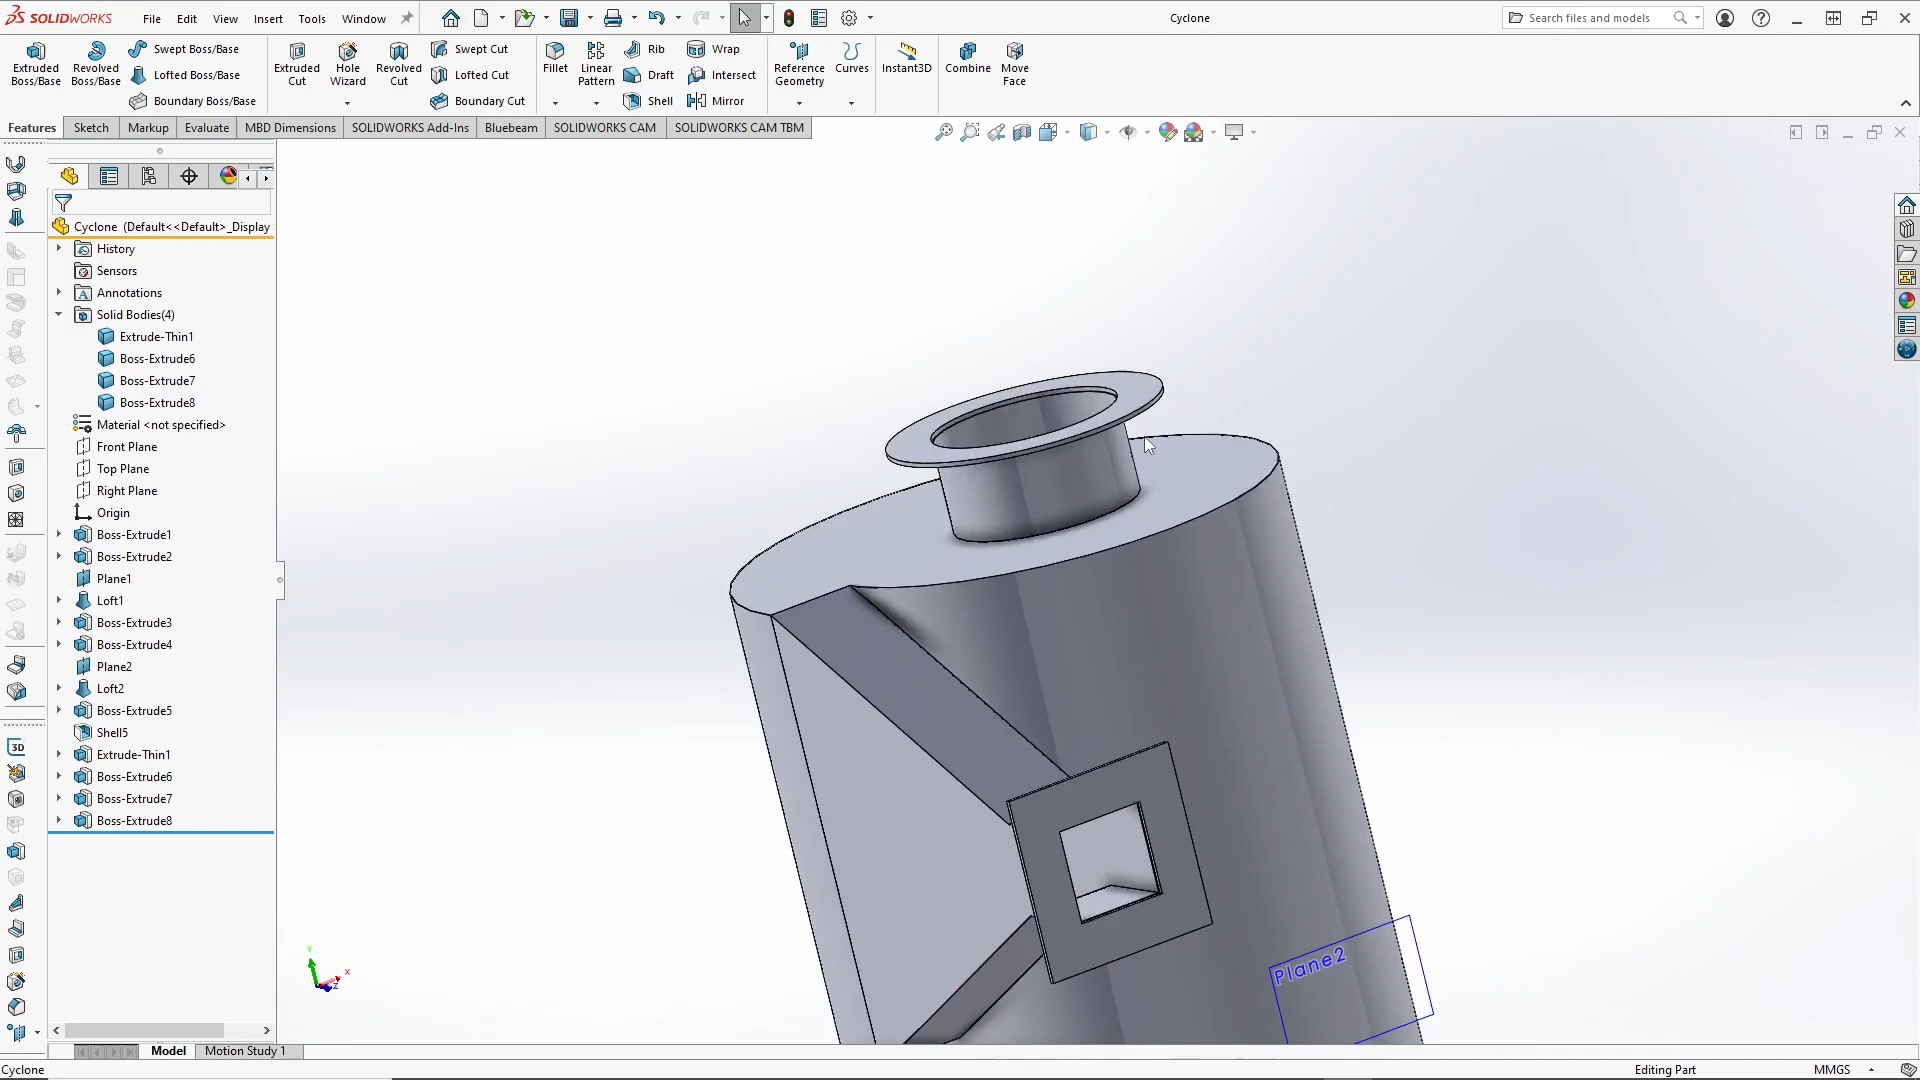 SOLIDWORKS File Edit View Insert Tools Window Cyclone Search files and models
Extruded Boss/Base
Revolved Boss/Base
Swept Boss/Base
Lofted Boss/Base
Boundary Boss/Base
Extruded Cut
Hole Wizard
Revolved Cut
Swept Cut
Lofted Cut
Boundary Cut
Fillet
Linear Pattern
Rib
Draft
Shell
Wrap
Intersect
Mirror
Reference Geometry
Curves
Instant3D
Combine
Move Face
Features Sketch Markup Evaluate MBD Dimensions SOLIDWORKS Add-Ins Bluebeam SOLIDWORKS CAM SOLIDWORKS CAM TBM
Cyclone (Default<<Default>_Display
History
Sensors
Annotations
Solid Bodies(4)
Extrude-Thin1
Boss-Extrude6
Boss-Extrude7
Boss-Extrude8
Material <not specified>
Front Plane
Top Plane
Right Plane
Origin
Boss-Extrude1
Boss-Extrude2
Plane1
Loft1
Boss-Extrude3
Boss-Extrude4
Plane2
Loft2
Boss-Extrude5
Shell5
Extrude-Thin1
Boss-Extrude6
Boss-Extrude7
Boss-Extrude8
3D
Plane2
Y
X
Z
Model Motion Study 1
Cyclone Editing Part MMGS